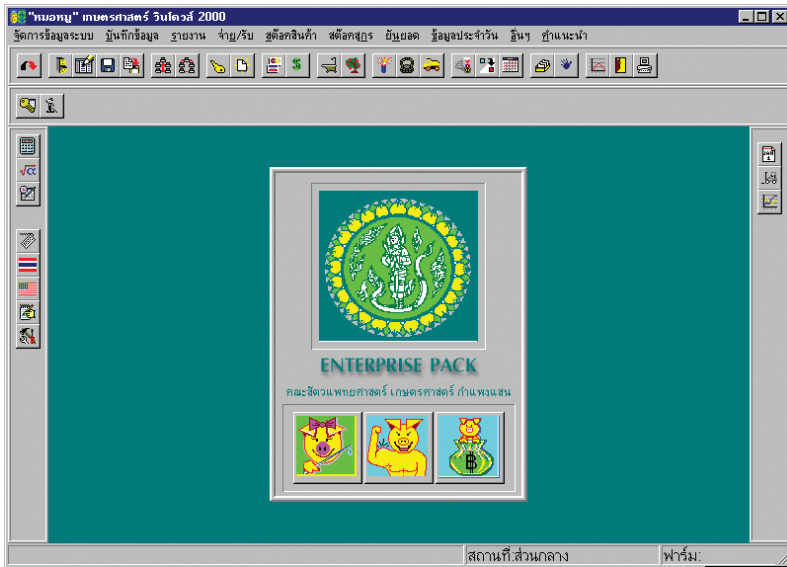 "หมอหมู" เกษตรศาสตร์ วินโดวส์ 2000
จัดการข้อมูลระบบ บันทึกข้อมูล รายงาน จ่าย/รับ สต๊อคสินค้า สต๊อคสุกร ยันยอด ข้อมูลประจำวัน อื่นๆ คำแนะนำ
ENTERPRISE PACK
คณะสัตวแพทยศาสตร์ เกษตรศาสตร์ กำแพงแสน
฿
สถานที่:ส่วนกลาง ฟาร์ม: